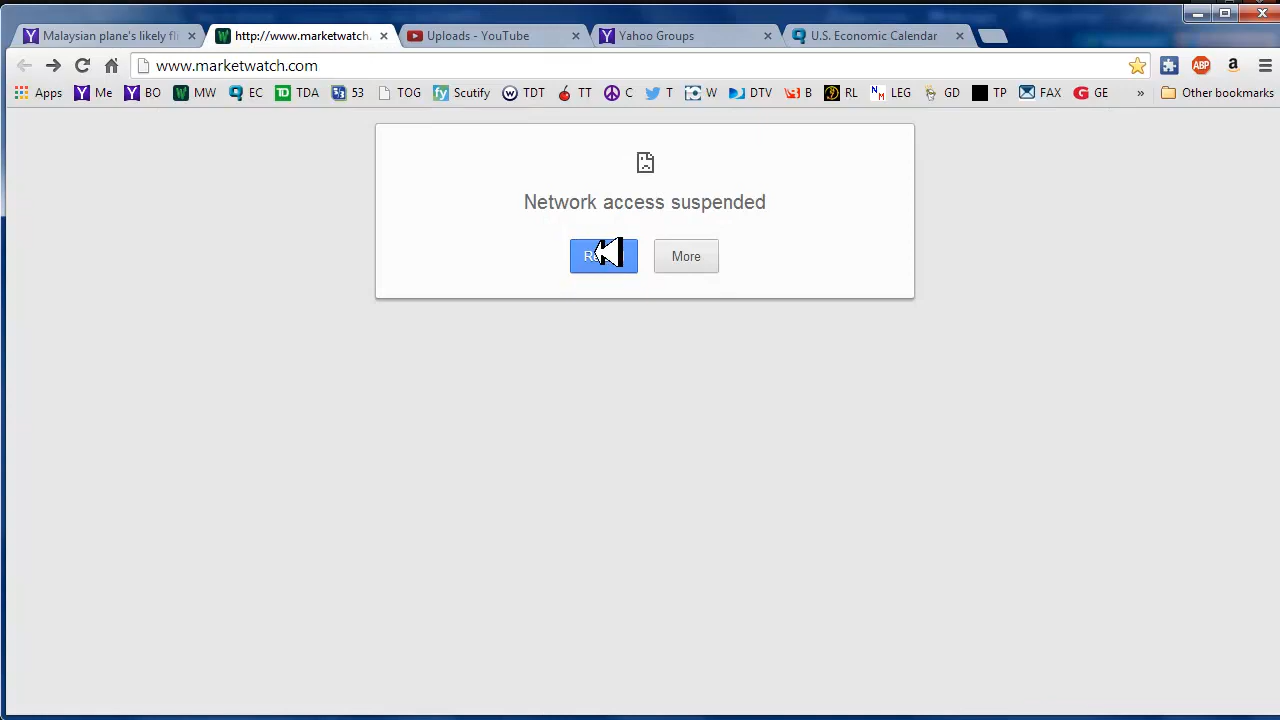 Malaysian plane's likely fli
http://www.marketwatch.
Uploads - YouTube
Yahoo Groups
U.S. Economic Calendar
www.marketwatch.com
ABP
Apps Me BO MW EC TDA 53 TOG Scutify TDT TT C T W DTV B RL LEG GD TP FAX GE » Other bookmarks
Network access suspended
More